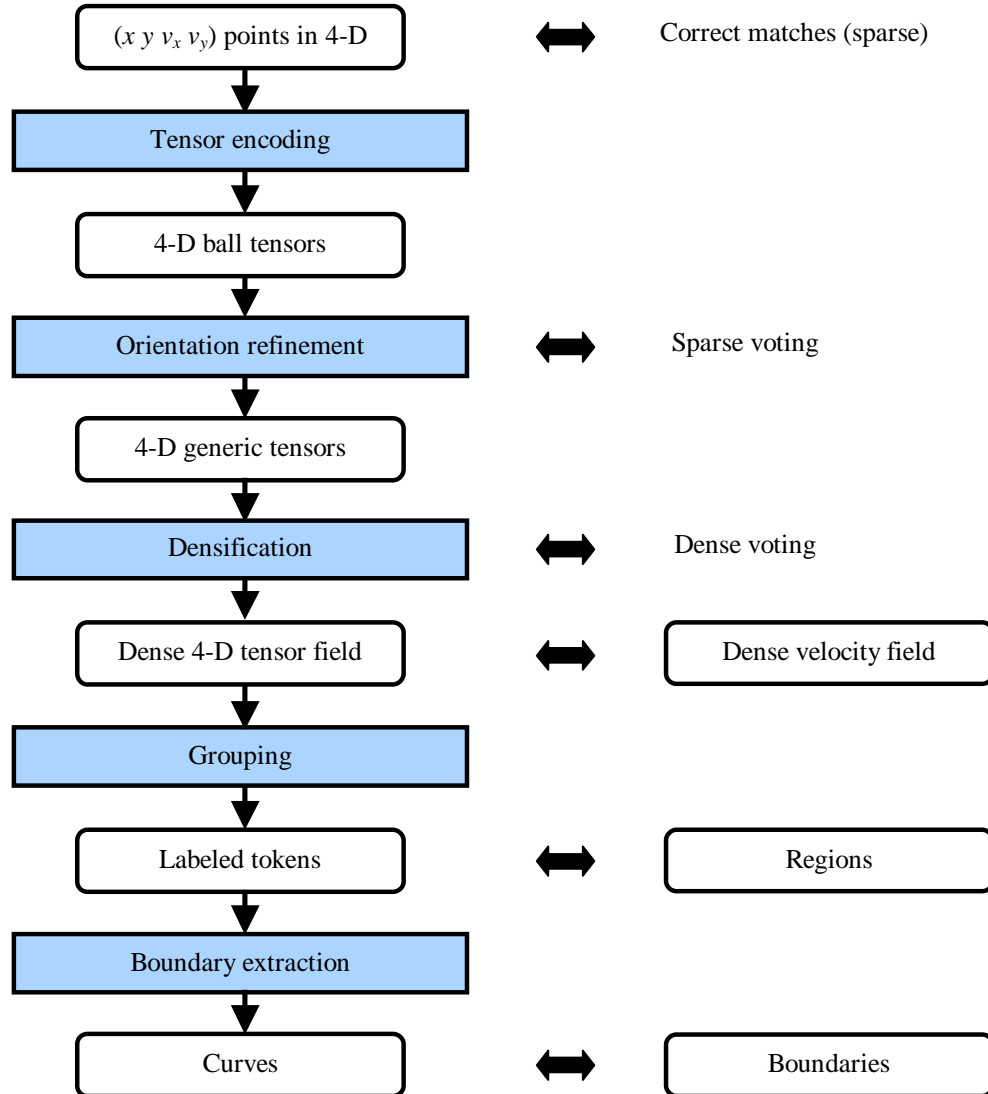 (x y vₓ v_y) points in 4-D
Correct matches (sparse)
Tensor encoding
4-D ball tensors
Orientation refinement
Sparse voting
4-D generic tensors
Densification
Dense voting
Dense 4-D tensor field
Dense velocity field
Grouping
Labeled tokens
Regions
Boundary extraction
Curves
Boundaries